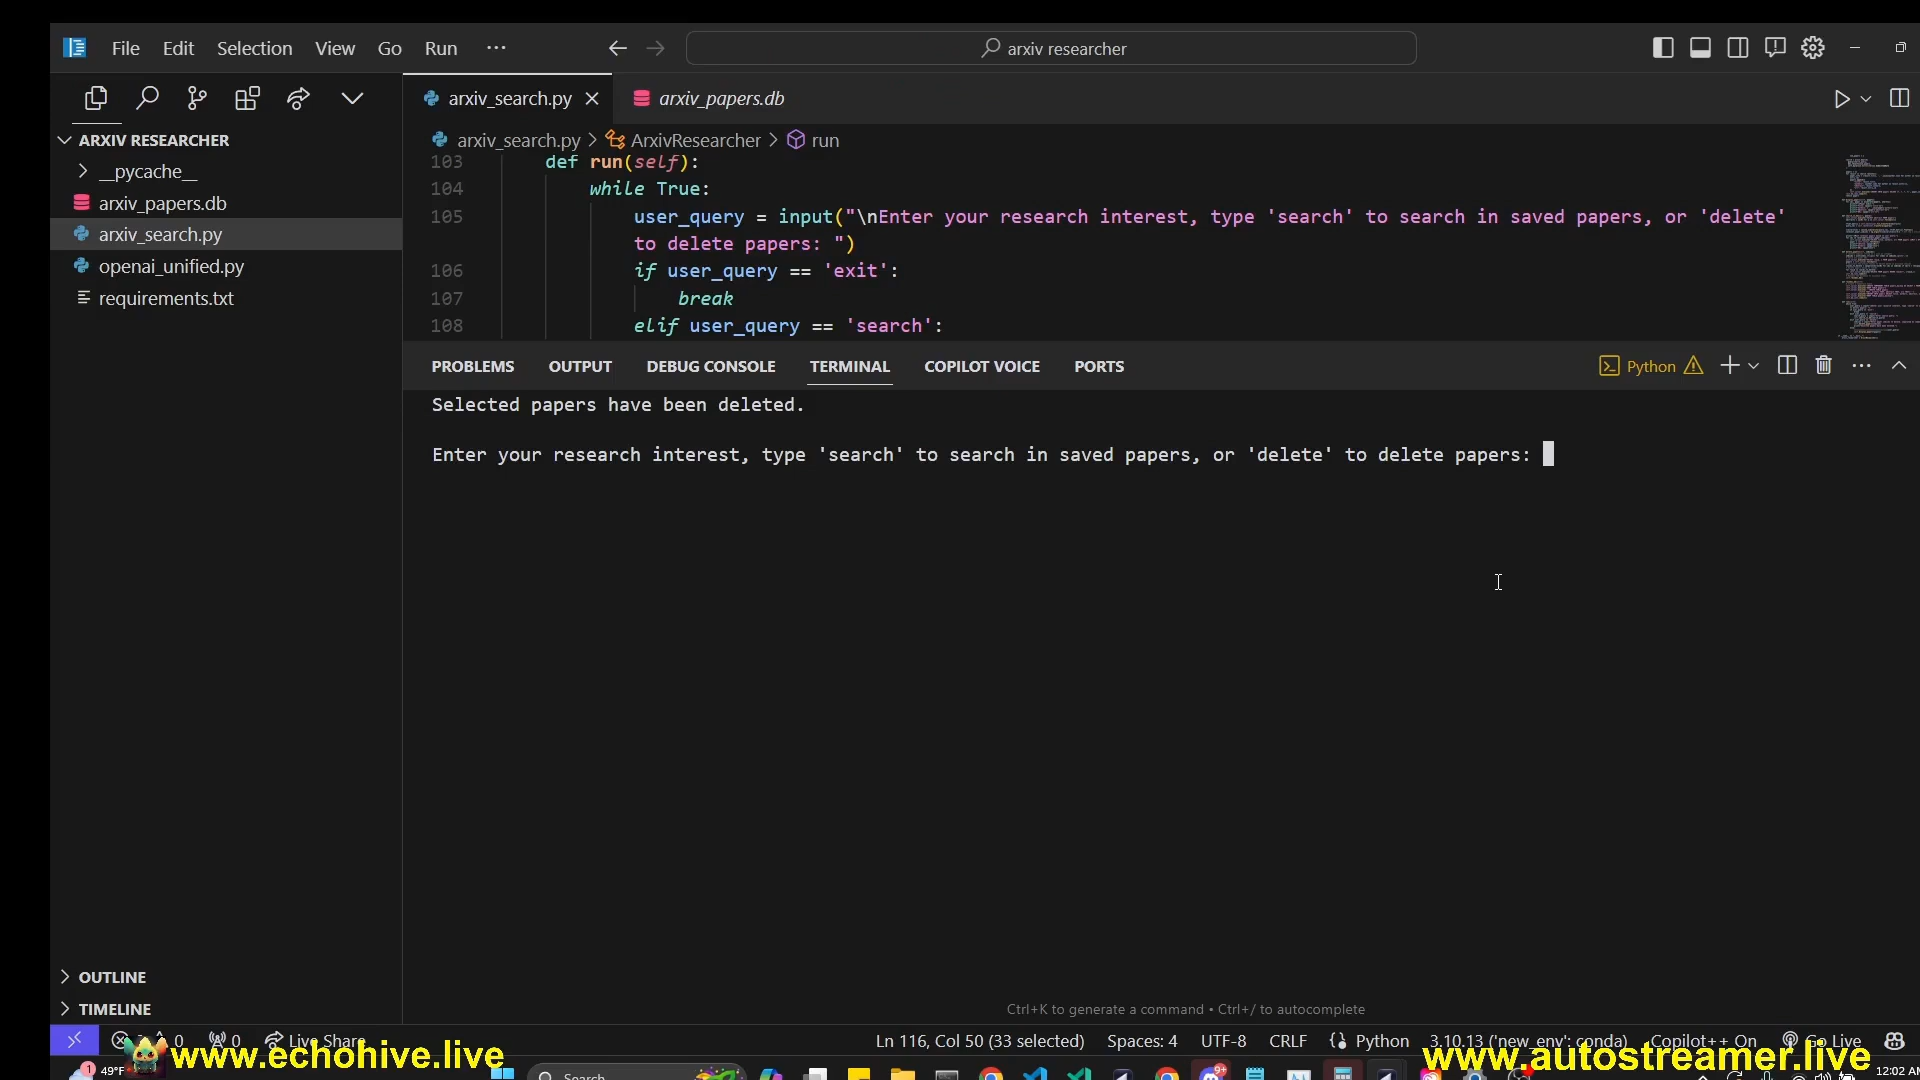 File Edit Selection View Go Run ···
arxiv researcher
arxiv_search.py
arxiv_papers.db
ARXIV RESEARCHER
__pycache__
arxiv_papers.db
arxiv_search.py
openai_unified.py
requirements.txt
OUTLINE
TIMELINE
arxiv_search.py > ArxivResearcher > run
103 def run(self):
104 while True:
105 user_query = input("\nEnter your research interest, type 'search' to search in saved papers, or 'delete'
to delete papers: ")
106 if user_query == 'exit':
107 break
108 elif user_query == 'search':
PROBLEMS OUTPUT DEBUG CONSOLE TERMINAL COPILOT VOICE PORTS
Python
Selected papers have been deleted.
Enter your research interest, type 'search' to search in saved papers, or 'delete' to delete papers:
Ctrl+K to generate a command • Ctrl+/ to autocomplete
0 0 Live Share
Ln 116, Col 50 (33 selected) Spaces: 4 UTF-8 CRLF Python 3.10.13 ('new_env': conda) Copilot++ On Go Live
www.echohive.live
www.autostreamer.live
1 49°F
Search
9+
12:02 AM